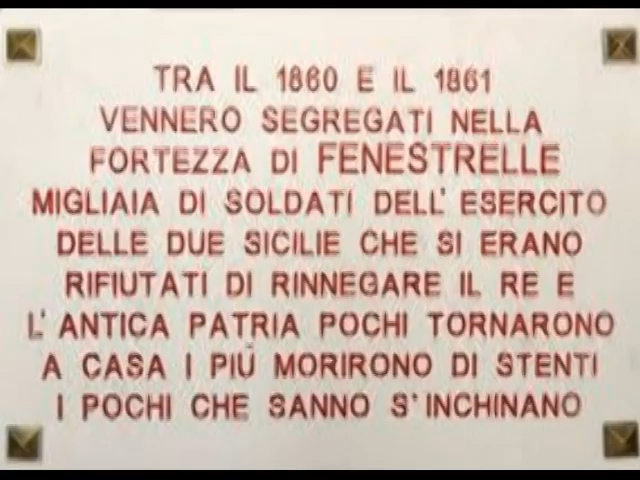 TRA IL 1860 E IL 1861
VENNERO SEGREGATI NELLA
FORTEZZA DI FENESTRELLE
MIGLIAIA DI SOLDATI DELL' ESERCITO
DELLE DUE SICILIE CHE SI ERANO
RIFIUTATI DI RINNEGARE IL RE E
L' ANTICA PATRIA POCHI TORNARONO
A CASA I PIÙ MORIRONO DI STENTI
I POCHI CHE SANNO S'INCHINANO